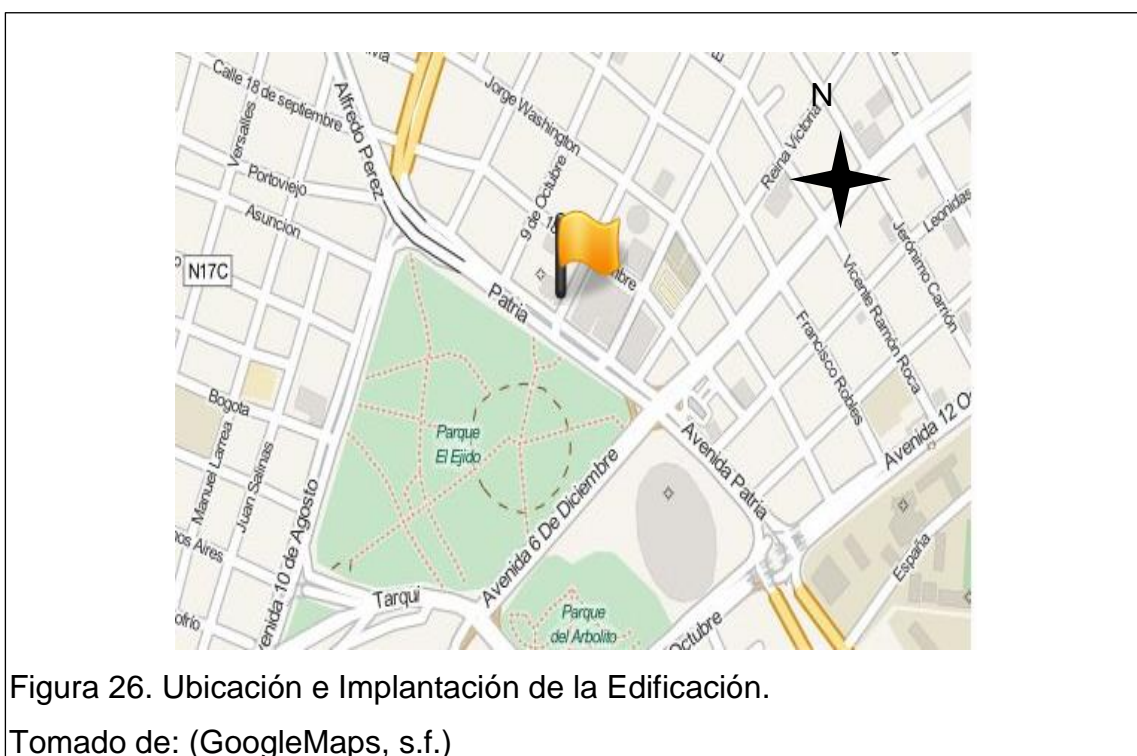 Calle 18 de septiembre
Versalles
Alfredo Perez
Jorge Washington
N
Reina Victoria
Portoviejo
Asuncion
9 de Octubre
Leonidas
Jerónimo Carrión
N17C
Patria
Vicente Ramón Roca
Francisco Robles
Bogota
Manuel Larrea
Juan Salinas
Parque
El Ejido
Avenida Patria
Avenida 12 O
Avenida 6 De Diciembre
venida 10 de Agosto
nos Aires
España
Tarqui
Parque
del Arbolito
Octubre
Figura 26. Ubicación e Implantación de la Edificación.
Tomado de: (GoogleMaps, s.f.)